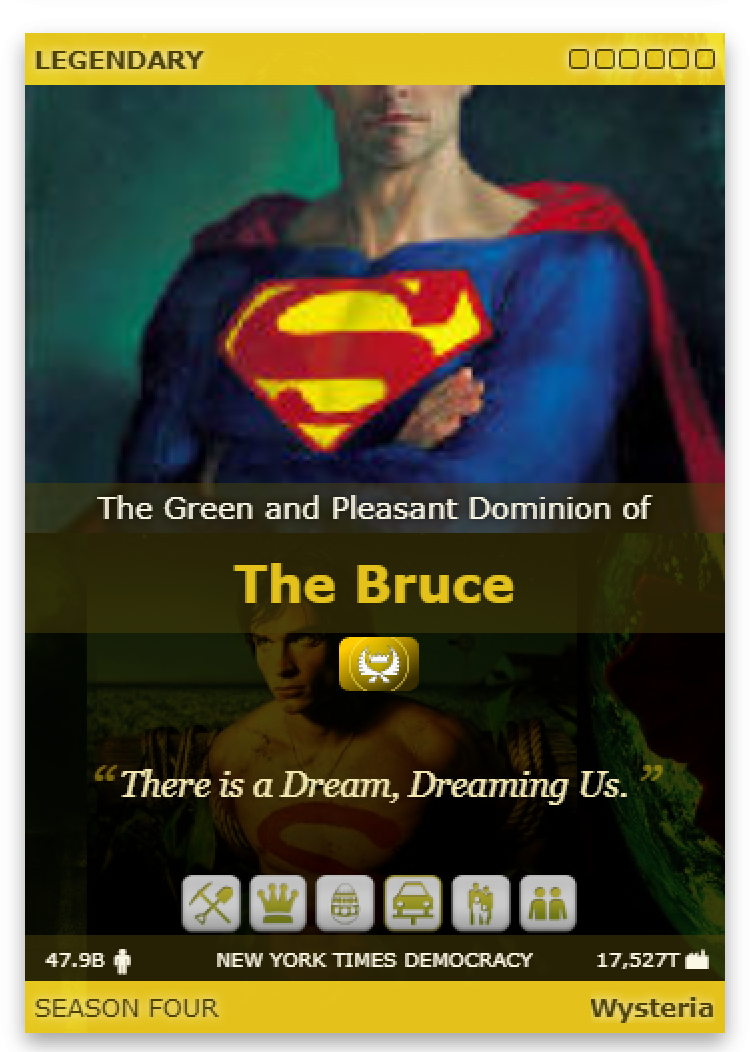 LEGENDARY
The Green and Pleasant Dominion of
The Bruce
“There is a Dream, Dreaming Us.”
47.9B NEW YORK TIMES DEMOCRACY 17,527T
SEASON FOUR Wysteria